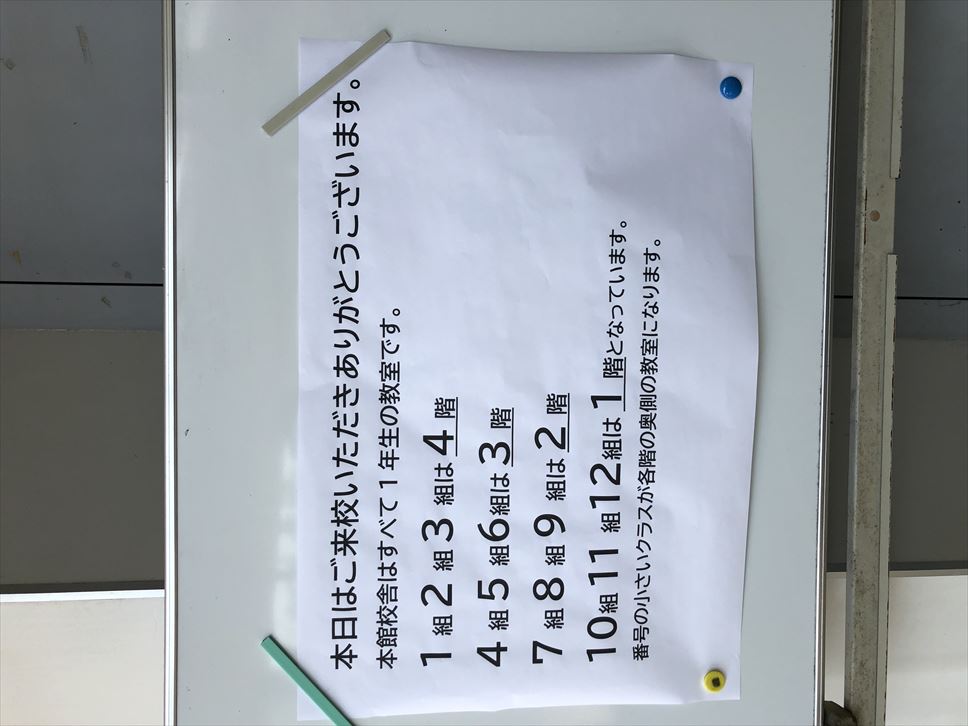 本日はご来校いただきありがとうございます。
本館校舎はすべて1年生の教室です。
1組2組3組は4階
4組5組6組は3階
7組8組9組は2階
10組11組12組は1階となっています。
番号の小さいクラスが各階の奥側の教室になります。